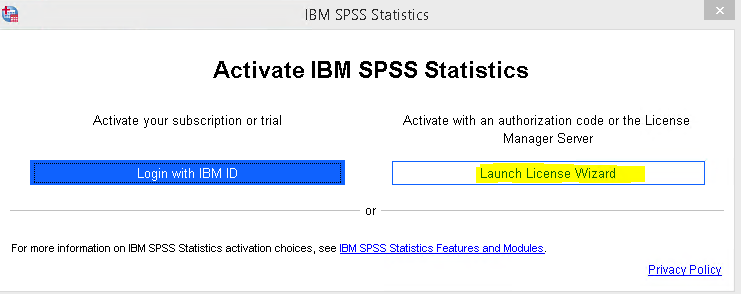 IBM SPSS Statistics
Activate IBM SPSS Statistics
Activate your subscription or trial
Login with IBM ID
Activate with an authorization code or the License
Manager Server
Launch License Wizard
or
For more information on IBM SPSS Statistics activation choices, see IBM SPSS Statistics Features and Modules.
Privacy Policy